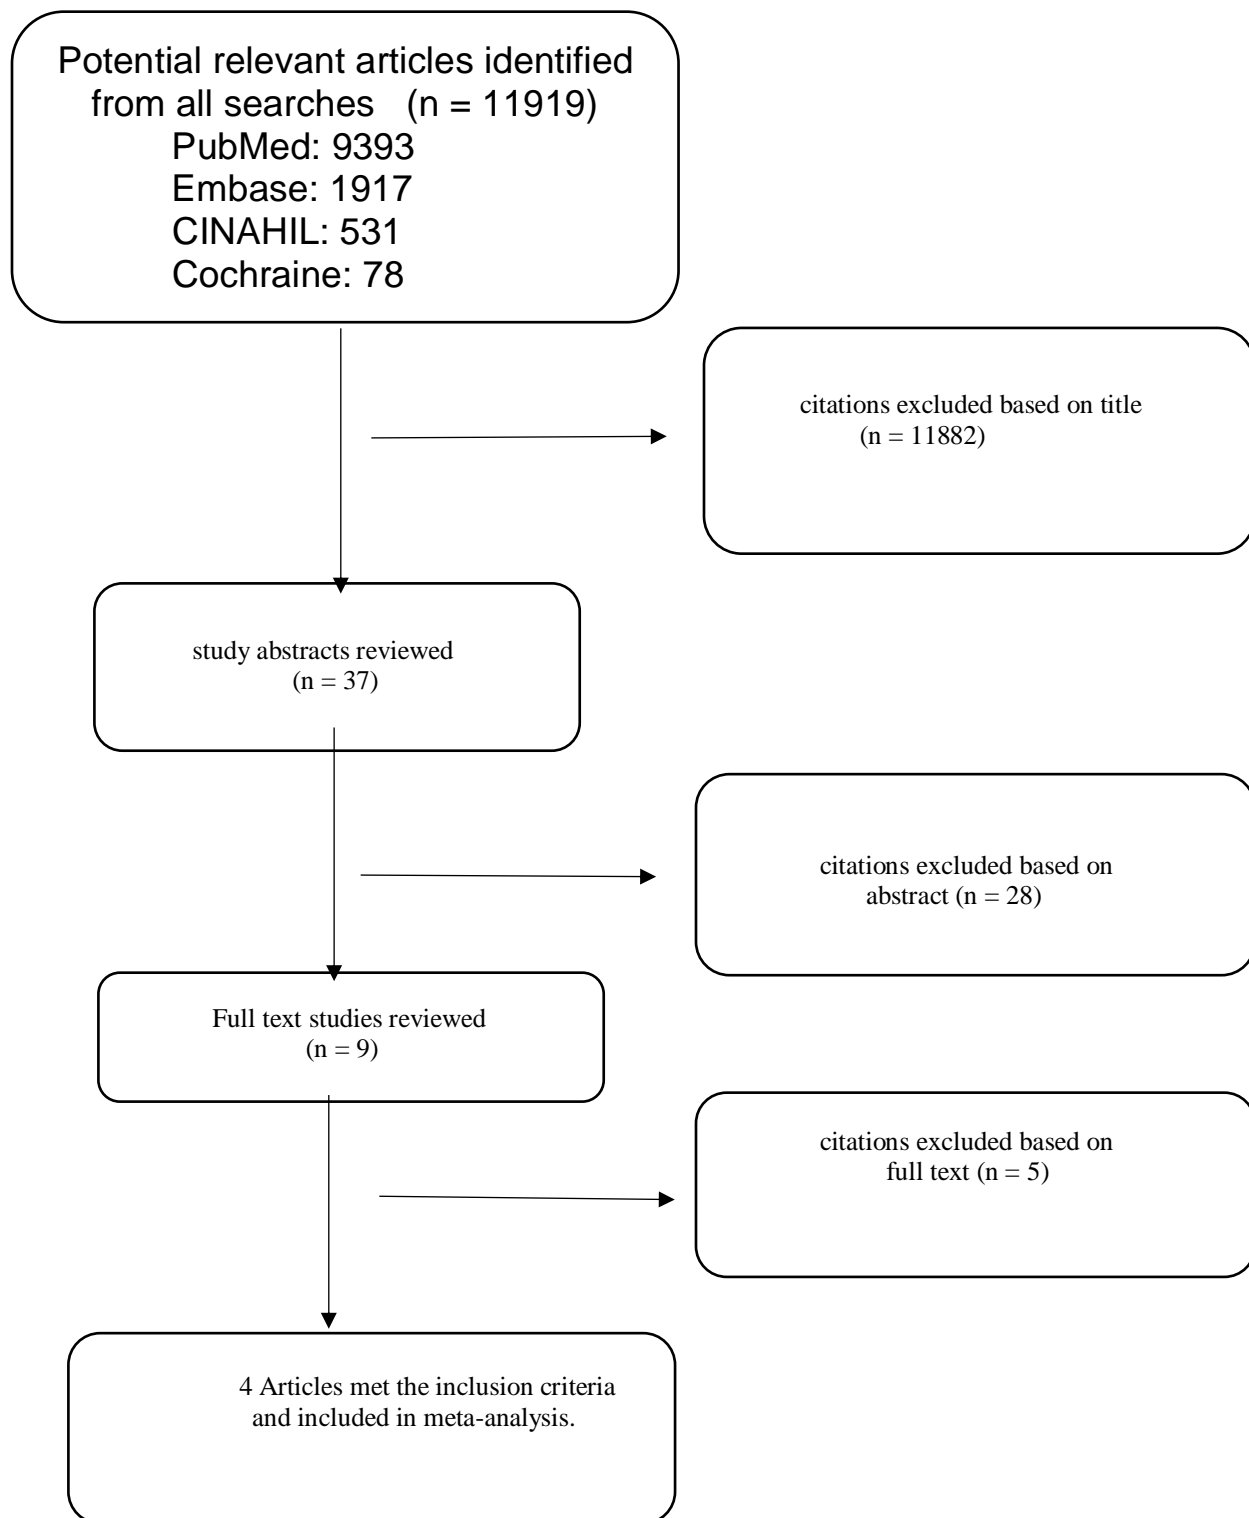 Potential relevant articles identified
from all searches (n = 11919)
PubMed: 9393
Embase: 1917
CINAHIL: 531
Cochraine: 78
citations excluded based on title
(n = 11882)
study abstracts reviewed
(n = 37)
citations excluded based on
abstract (n = 28)
Full text studies reviewed
(n = 9)
citations excluded based on
full text (n = 5)
4 Articles met the inclusion criteria
and included in meta-analysis.